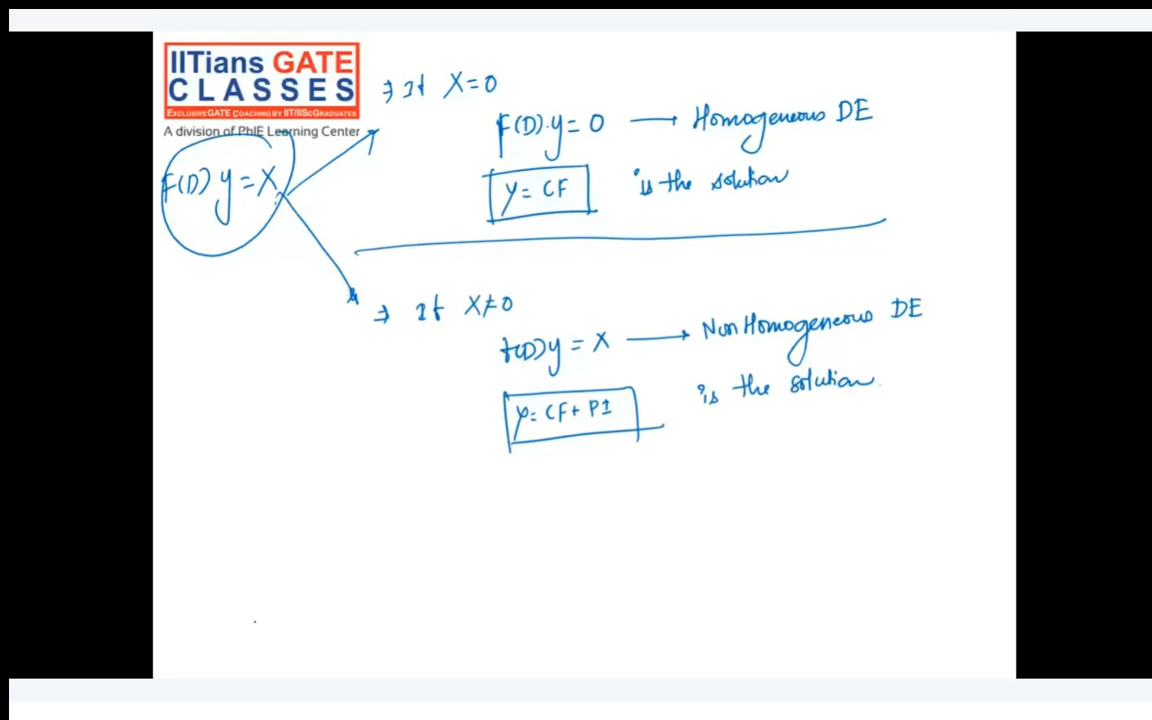 IITians GATE
CLASSES
EXCLUSIVE GATE COACHING BY IIT/IISc GRADUATES
A division of PhIE Learning Center
F(D) y = X
⇒ If X = 0
F(D).y = 0 → Homogeneous DE
y = CF is the solution
⇒ If X ≠ 0
f(D)y = X → Non Homogeneous DE
y = CF + PI is the solution.